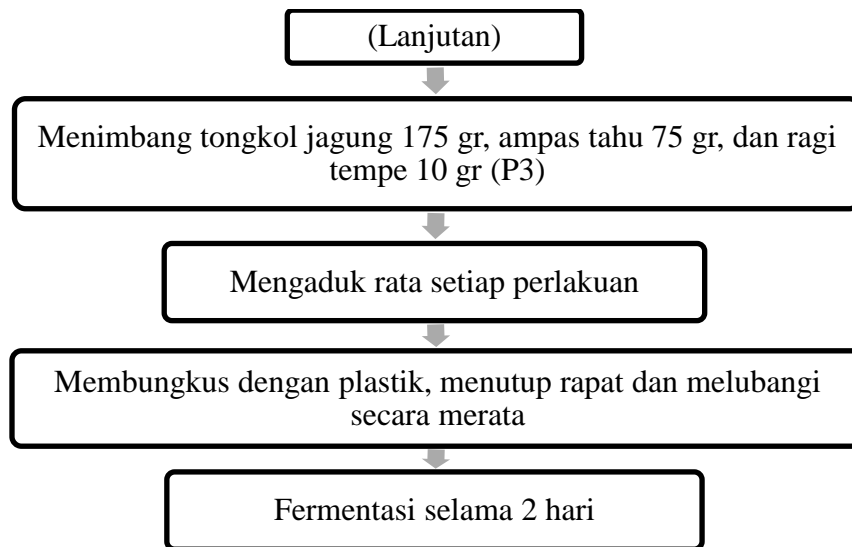 (Lanjutan)
Menimbang tongkol jagung 175 gr, ampas tahu 75 gr, dan ragi
tempe 10 gr (P3)
Mengaduk rata setiap perlakuan
Membungkus dengan plastik, menutup rapat dan melubangi
secara merata
Fermentasi selama 2 hari